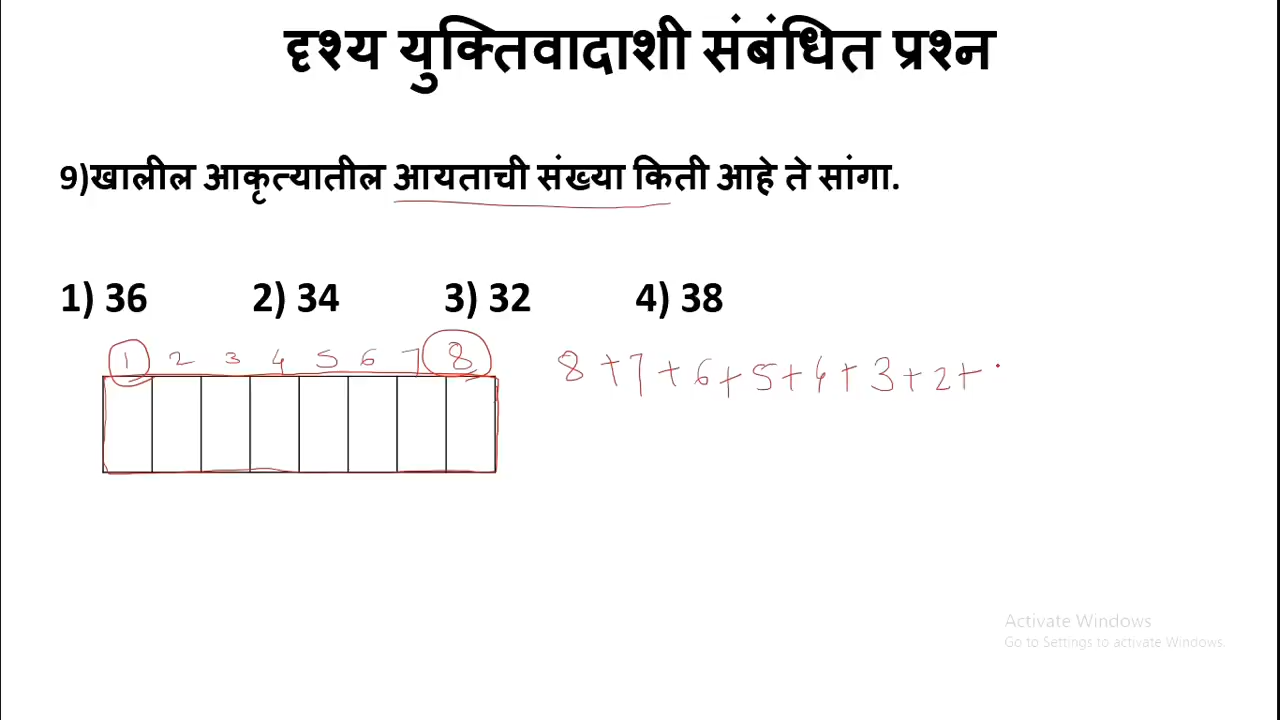 दृश्य युक्तिवादाशी संबंधित प्रश्न
9)खालील आकृत्यातील आयताची संख्या किती आहे ते सांगा.
1) 36 2) 34 3) 32 4) 38
1 2 3 4 5 6 7 8
8+7+6+5+4+3+2+
Activate Windows
Go to Settings to activate Windows.